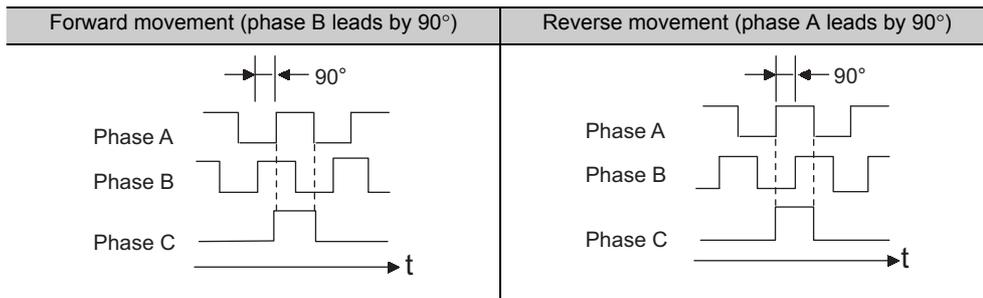 Forward movement (phase B leads by 90°)
Reverse movement (phase A leads by 90°)
90°
Phase A
Phase B
Phase C
t
90°
Phase A
Phase B
Phase C
t